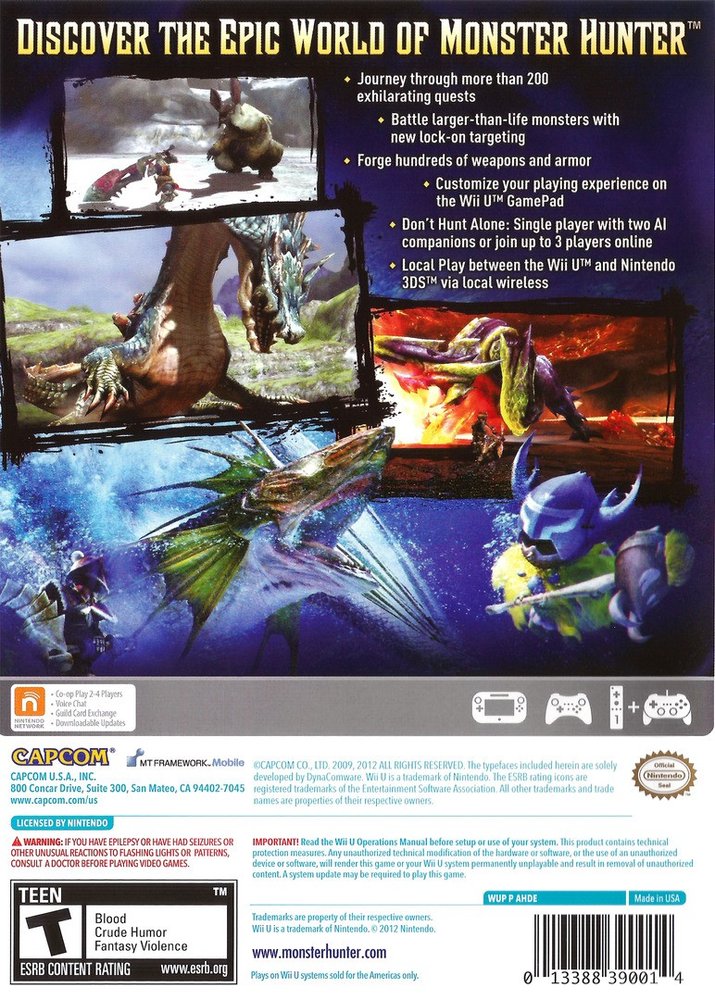 DISCOVER THE EPIC WORLD OF MONSTER HUNTER™
• Journey through more than 200
exhilarating quests
• Battle larger-than-life monsters with
new lock-on targeting
• Forge hundreds of weapons and armor
• Customize your playing experience on
the Wii U™ GamePad
• Don't Hunt Alone: Single player with two AI
companions or join up to 3 players online
• Local Play between the Wii U™ and Nintendo
3DS™ via local wireless
NINTENDO
NETWORK
• Co-op Play 2-4 Players
• Voice Chat
• Guild Card Exchange
• Downloadable Updates
1
+
CAPCOM®
MT FRAMEWORK Mobile
CAPCOM U.S.A., INC.
800 Concar Drive, Suite 300, San Mateo, CA 94402-7045
www.capcom.com/us
©CAPCOM CO., LTD. 2009, 2012 ALL RIGHTS RESERVED. The typefaces included herein are solely
developed by DynaComware. Wii U is a trademark of Nintendo. The ESRB rating icons are
registered trademarks of the Entertainment Software Association. All other trademarks and trade
names are properties of their respective owners.
Official
Nintendo
Seal
LICENSED BY NINTENDO
WARNING: IF YOU HAVE EPILEPSY OR HAVE HAD SEIZURES OR
OTHER UNUSUAL REACTIONS TO FLASHING LIGHTS OR PATTERNS,
CONSULT A DOCTOR BEFORE PLAYING VIDEO GAMES.
IMPORTANT! Read the Wii U Operations Manual before setup or use of your system. This product contains technical
protection measures. Any unauthorized technical modification of the hardware or software, or the use of an unauthorized
device or software, will render this game or your Wii U system permanently unplayable and result in removal of unauthorized
content. A system update may be required to play this game.
TEEN ™
T
Blood
Crude Humor
Fantasy Violence
ESRB CONTENT RATING www.esrb.org
WUP P AHDE
Made in USA
Trademarks are property of their respective owners.
Wii U is a trademark of Nintendo. © 2012 Nintendo.
www.monsterhunter.com
Plays on Wii U systems sold for the Americas only.
0 13388 39001 4